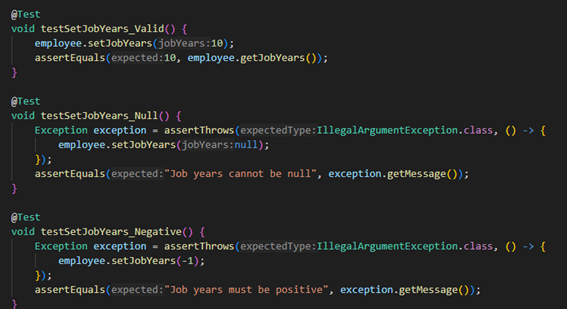 @Test
void testSetJobYears_Valid() {
    employee.setJobYears(jobYears:10);
    assertEquals(expected:10, employee.getJobYears());
}

@Test
void testSetJobYears_Null() {
    Exception exception = assertThrows(expectedType:IllegalArgumentException.class, () -> {
        employee.setJobYears(jobYears:null);
    });
    assertEquals(expected:"Job years cannot be null", exception.getMessage());
}

@Test
void testSetJobYears_Negative() {
    Exception exception = assertThrows(expectedType:IllegalArgumentException.class, () -> {
        employee.setJobYears(-1);
    });
    assertEquals(expected:"Job years must be positive", exception.getMessage());
}